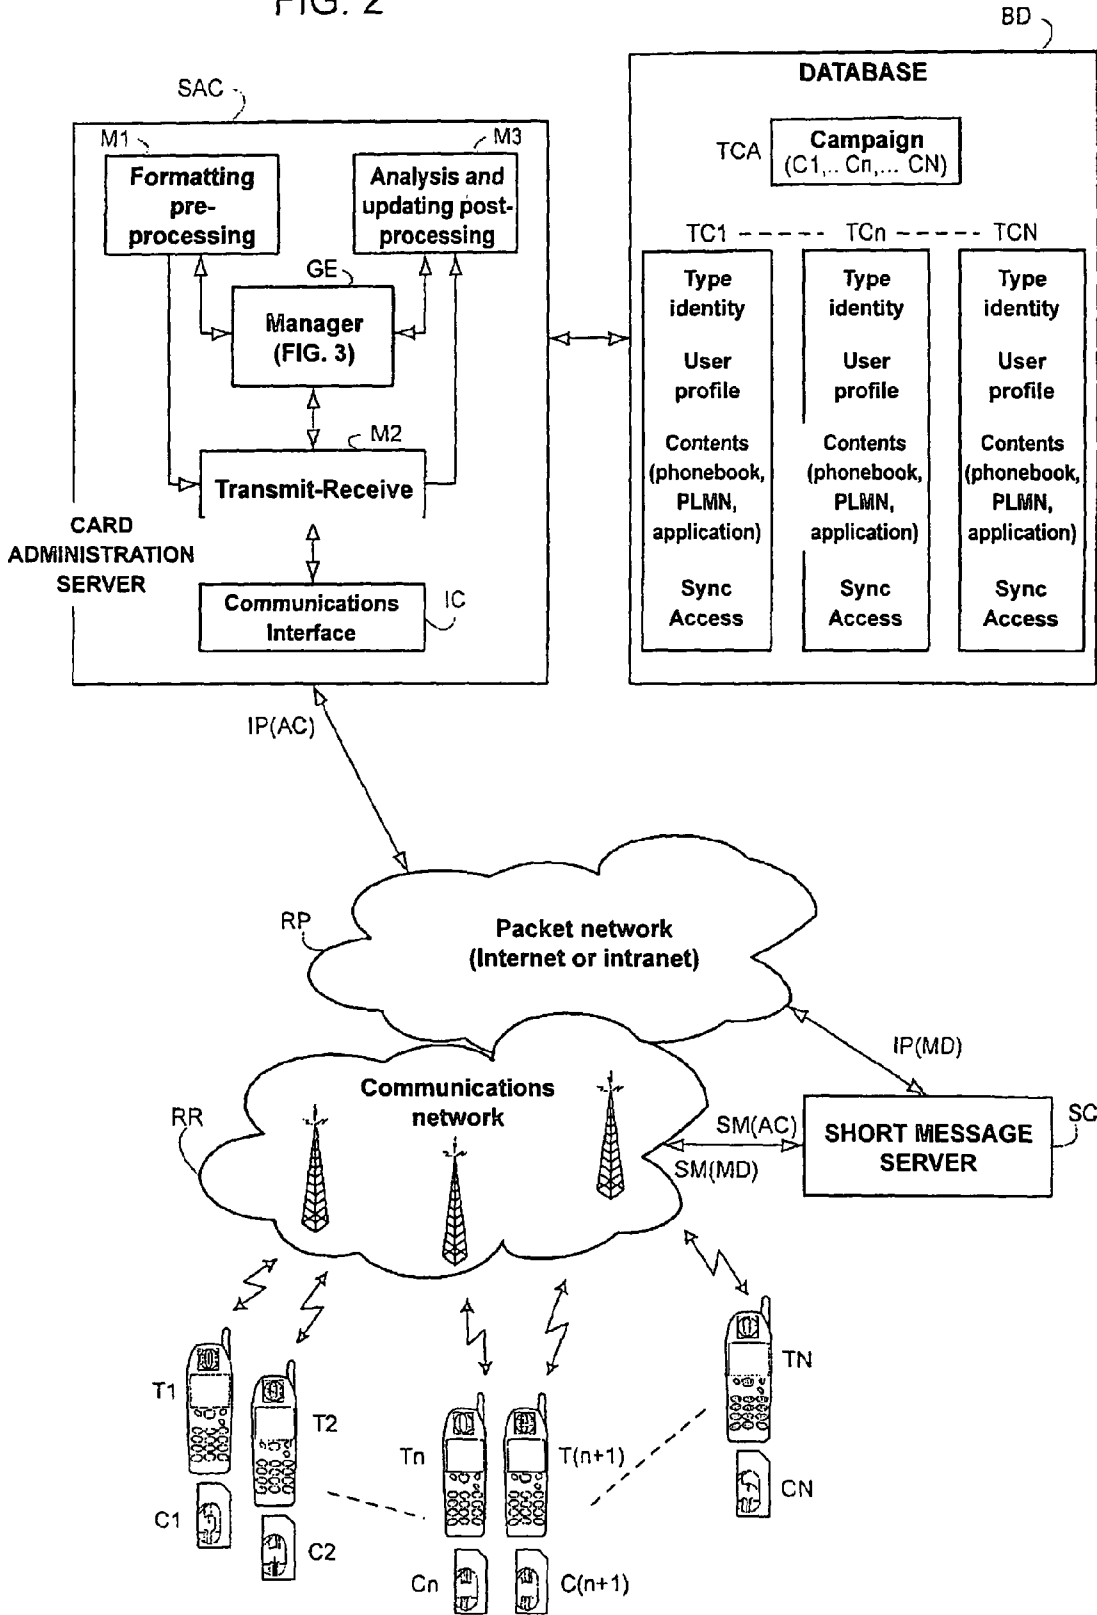 FIG. 2
BD
SAC
DATABASE
M1
M3
Formatting
pre-
processing
Analysis and
updating post-
processing
TCA
Campaign
(C1,.. Cn,... CN)
TC1
TCn
TCN
GE
Manager
(FIG. 3)
Type
identity
User
profile
Contents
(phonebook,
PLMN,
application)
Sync
Access
Type
identity
User
profile
Contents
(phonebook,
PLMN,
application)
Sync
Access
Type
identity
User
profile
Contents
(phonebook,
PLMN,
application)
Sync
Access
M2
Transmit-Receive
CARD
ADMINISTRATION
SERVER
Communications
Interface
IC
IP(AC)
RP
Packet network
(Internet or intranet)
IP(MD)
Communications
network
RR
SM(AC)
SM(MD)
SHORT MESSAGE
SERVER
SC
T1
T2
Tn
T(n+1)
TN
C1
C2
Cn
C(n+1)
CN